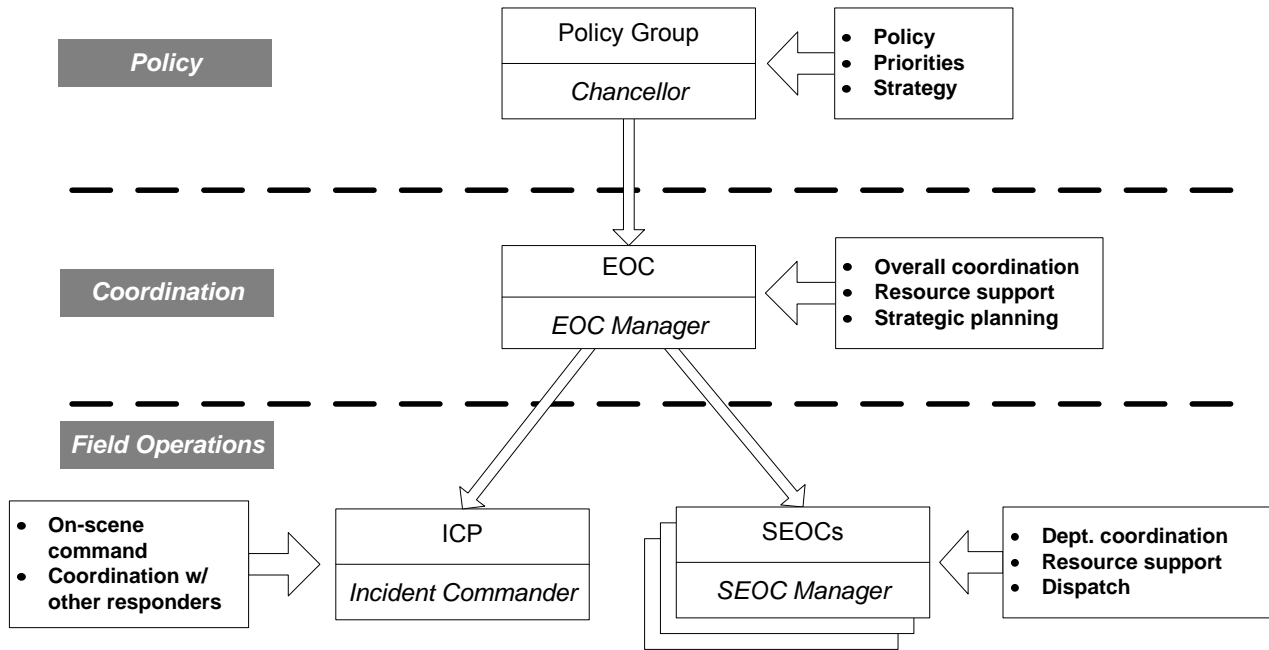 Policy
Policy Group
Chancellor
• Policy
• Priorities
• Strategy
Coordination
EOC
EOC Manager
• Overall coordination
• Resource support
• Strategic planning
Field Operations
• On-scene
command
• Coordination w/
other responders
ICP
Incident Commander
SEOCs
SEOC Manager
• Dept. coordination
• Resource support
• Dispatch